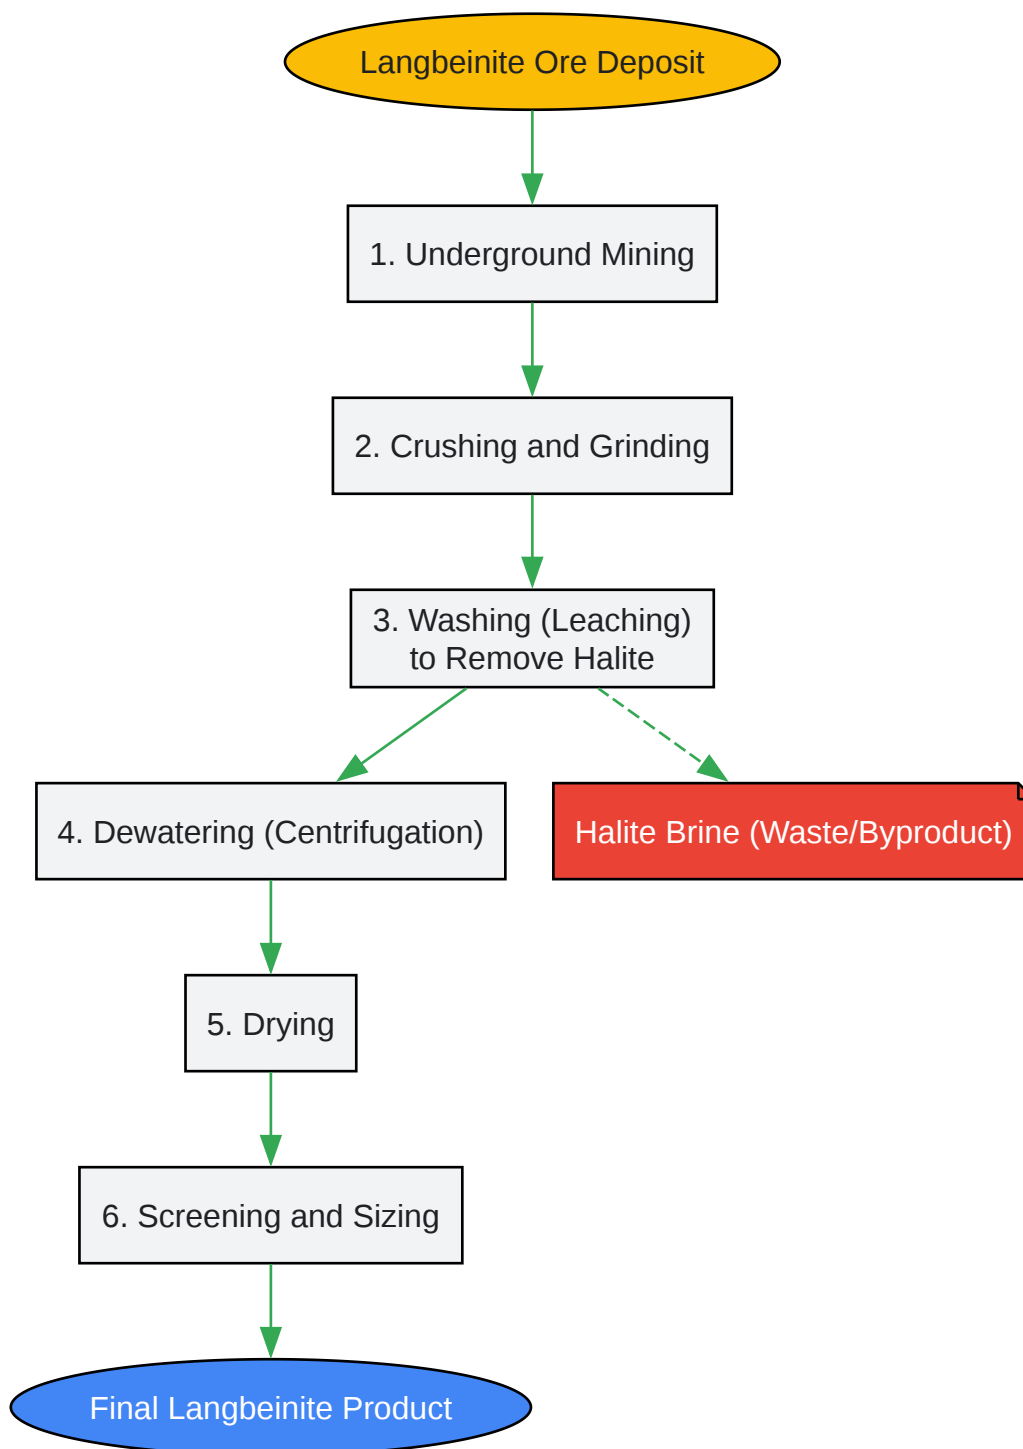 Langbeinite Ore Deposit
1. Underground Mining
2. Crushing and Grinding
3. Washing (Leaching)
to Remove Halite
4. Dewatering (Centrifugation)
Halite Brine (Waste/Byproduct)
5. Drying
6. Screening and Sizing
Final Langbeinite Product